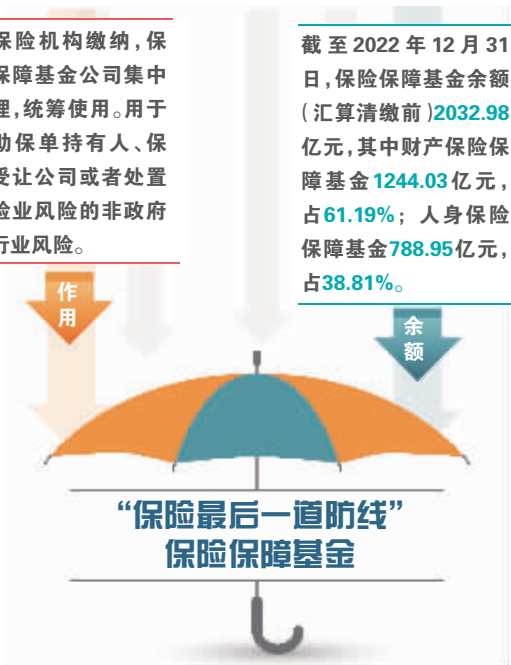 保险机构缴纳,保
保障基金公司集中
理,统筹使用。用于
助保单持有人、保
受让公司或者处置
险业风险的非政府
行业风险。
作
用
截至2022年12月31
日,保险保障基金余额
(汇算清缴前)2032.98
亿元,其中财产保险保
障基金1244.03亿元,
占61.19%; 人身保险
保障基金788.95亿元,
占38.81%。
余
额
“保险最后一道防线”
保险保障基金